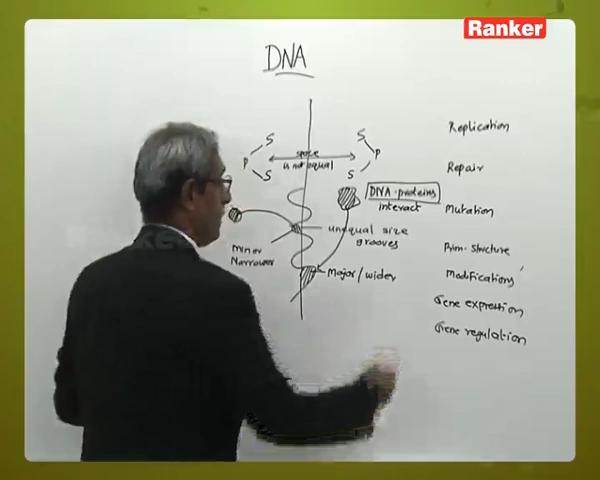 Ranker
DNA
S S
P space P
S is not equal S
DNA-proteins
interact
unequal size
grooves
Minor
Narrower
Major/wider
Replication
Repair
Mutation
Prim. Structure
Modifications
Gene expression
Gene regulation